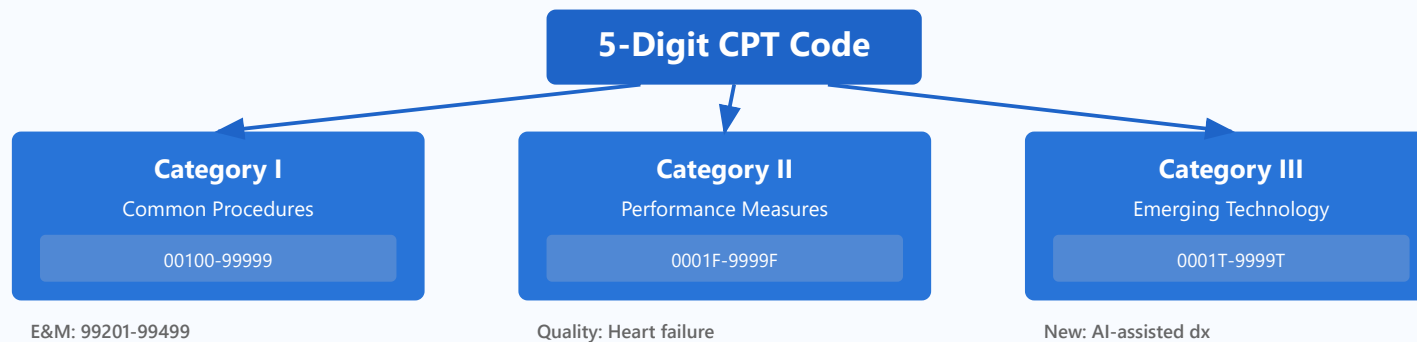 5-Digit CPT Code
Category I
Common Procedures
00100-99999
E&M: 99201-99499
Category II
Performance Measures
0001F-9999F
Quality: Heart failure
Category III
Emerging Technology
0001T-9999T
New: AI-assisted dx